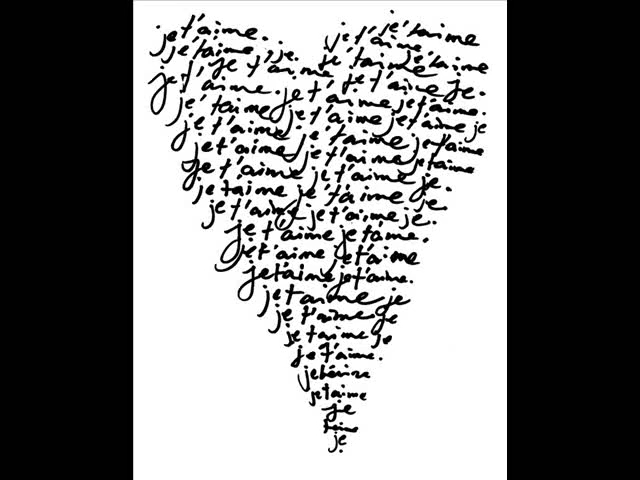 je t'aime. je t'aime
je t'aime, je. je t'aime je t'aime
je t' je t'aime je t'aime je.
t'aime. je t'aime je t'aime.
je t'aime je t'aime je t'aime je
je t'aime. je t'aime je t'aime
je t'aime je t'aime je t'aime
je t'aime je t'aime je.
je t'aime je t'aime je
je t'aime je t'aime je.
je t'aime je t'aime.
je t'aime je t'aime
je t'aime je t'aime.
je t'aime je
je t'aime je
je t'aime je
je t'aime.
je
je t'aime
je
t'aime
je